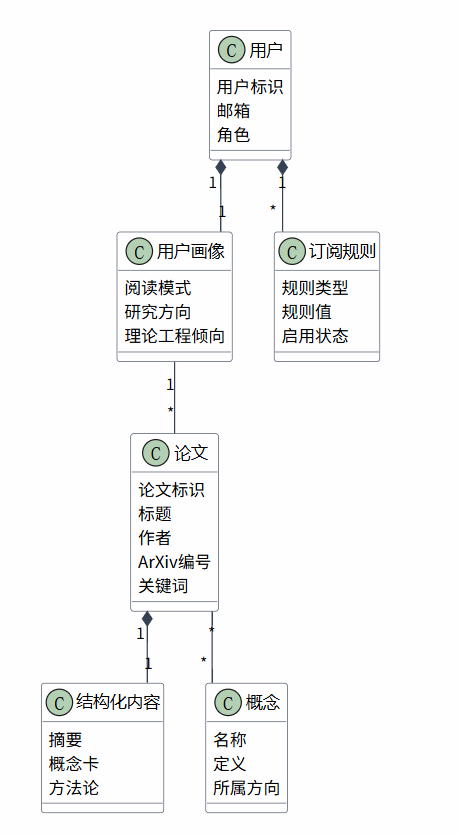 C 用户
用户标识
邮箱
角色
1 1
1 *
C 用户画像
阅读模式
研究方向
理论工程倾向
C 订阅规则
规则类型
规则值
启用状态
1
*
C 论文
论文标识
标题
作者
ArXiv编号
关键词
1 *
1 *
C 结构化内容
摘要
概念卡
方法论
C 概念
名称
定义
所属方向